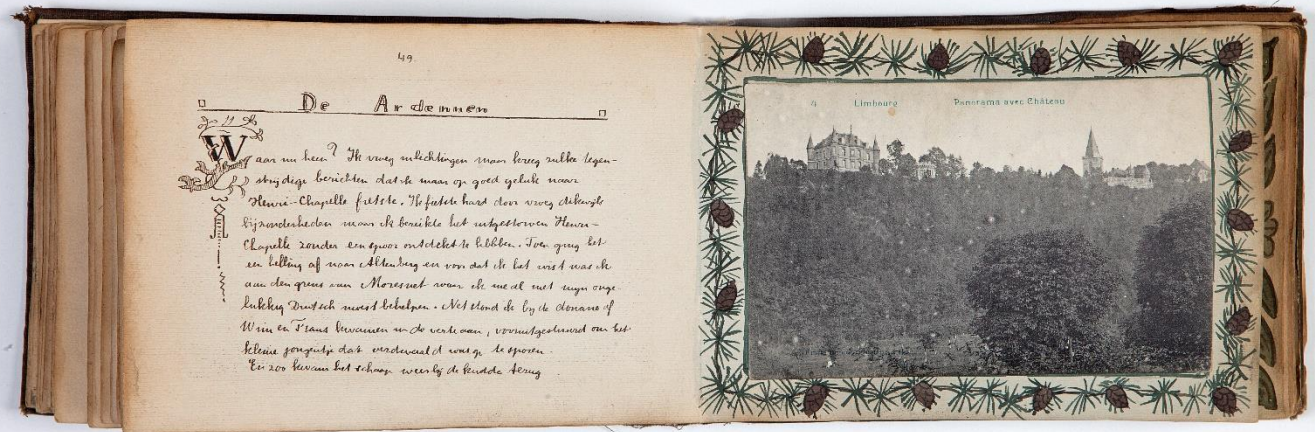 49.
De Ardennen
Waar nu heen? Ik vroeg inlichtingen maar kreeg zulke tegen-
strijdige berichten dat ik maar op goed geluk naar
Henri-Chapelle fietste. Ik fietste hard door vroeg dikwijls
bijzonderheden maar ik bereikte het uitgestorven Henri-
Chapelle zonder een spoor ontdekt te hebben. Toen ging het
een helling af naar Altenberg en voor dat ik het wist was ik
aan den grens van Moresnet waar ik me al met mijn onge-
lukkig Duitsch moest behelpen. Net stond ik bij de douane of
Wim en Frans kwamen in de verte aan, vooruitgestuurd om het
kleine jongentje dat verdwaald was op te sporen.
En zoo kwam het schaap weer bij de kudde terug
4 Limbourg Panorama avec Château